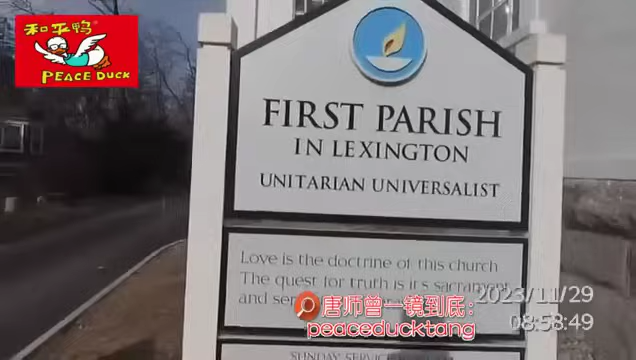 和平鸭
PEACE DUCK
FIRST PARISH
IN LEXINGTON
UNITARIAN UNIVERSALIST
Love is the doctrine of this church
The quest for truth is its sacrament
and ser
唐师曾一镜到底:
peaceducktang
2023/11/29
08:58:49
SUNDAY SERVIC